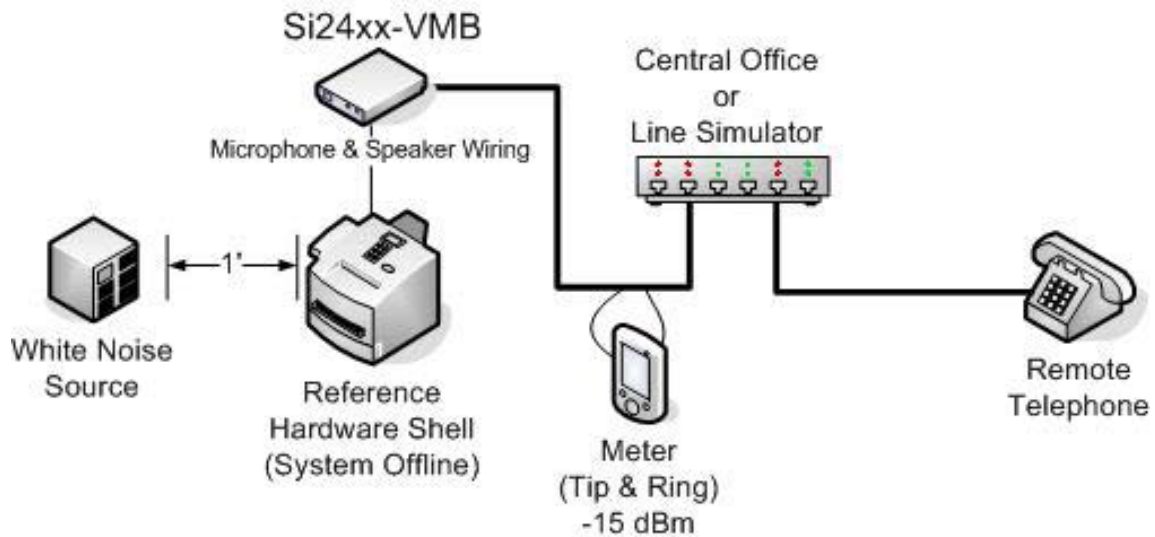 Si24xx-VMB
Central Office
or
Line Simulator
Microphone & Speaker Wiring
1'
White Noise
Source
Reference
Hardware Shell
(System Offline)
Meter
(Tip & Ring)
-15 dBm
Remote
Telephone